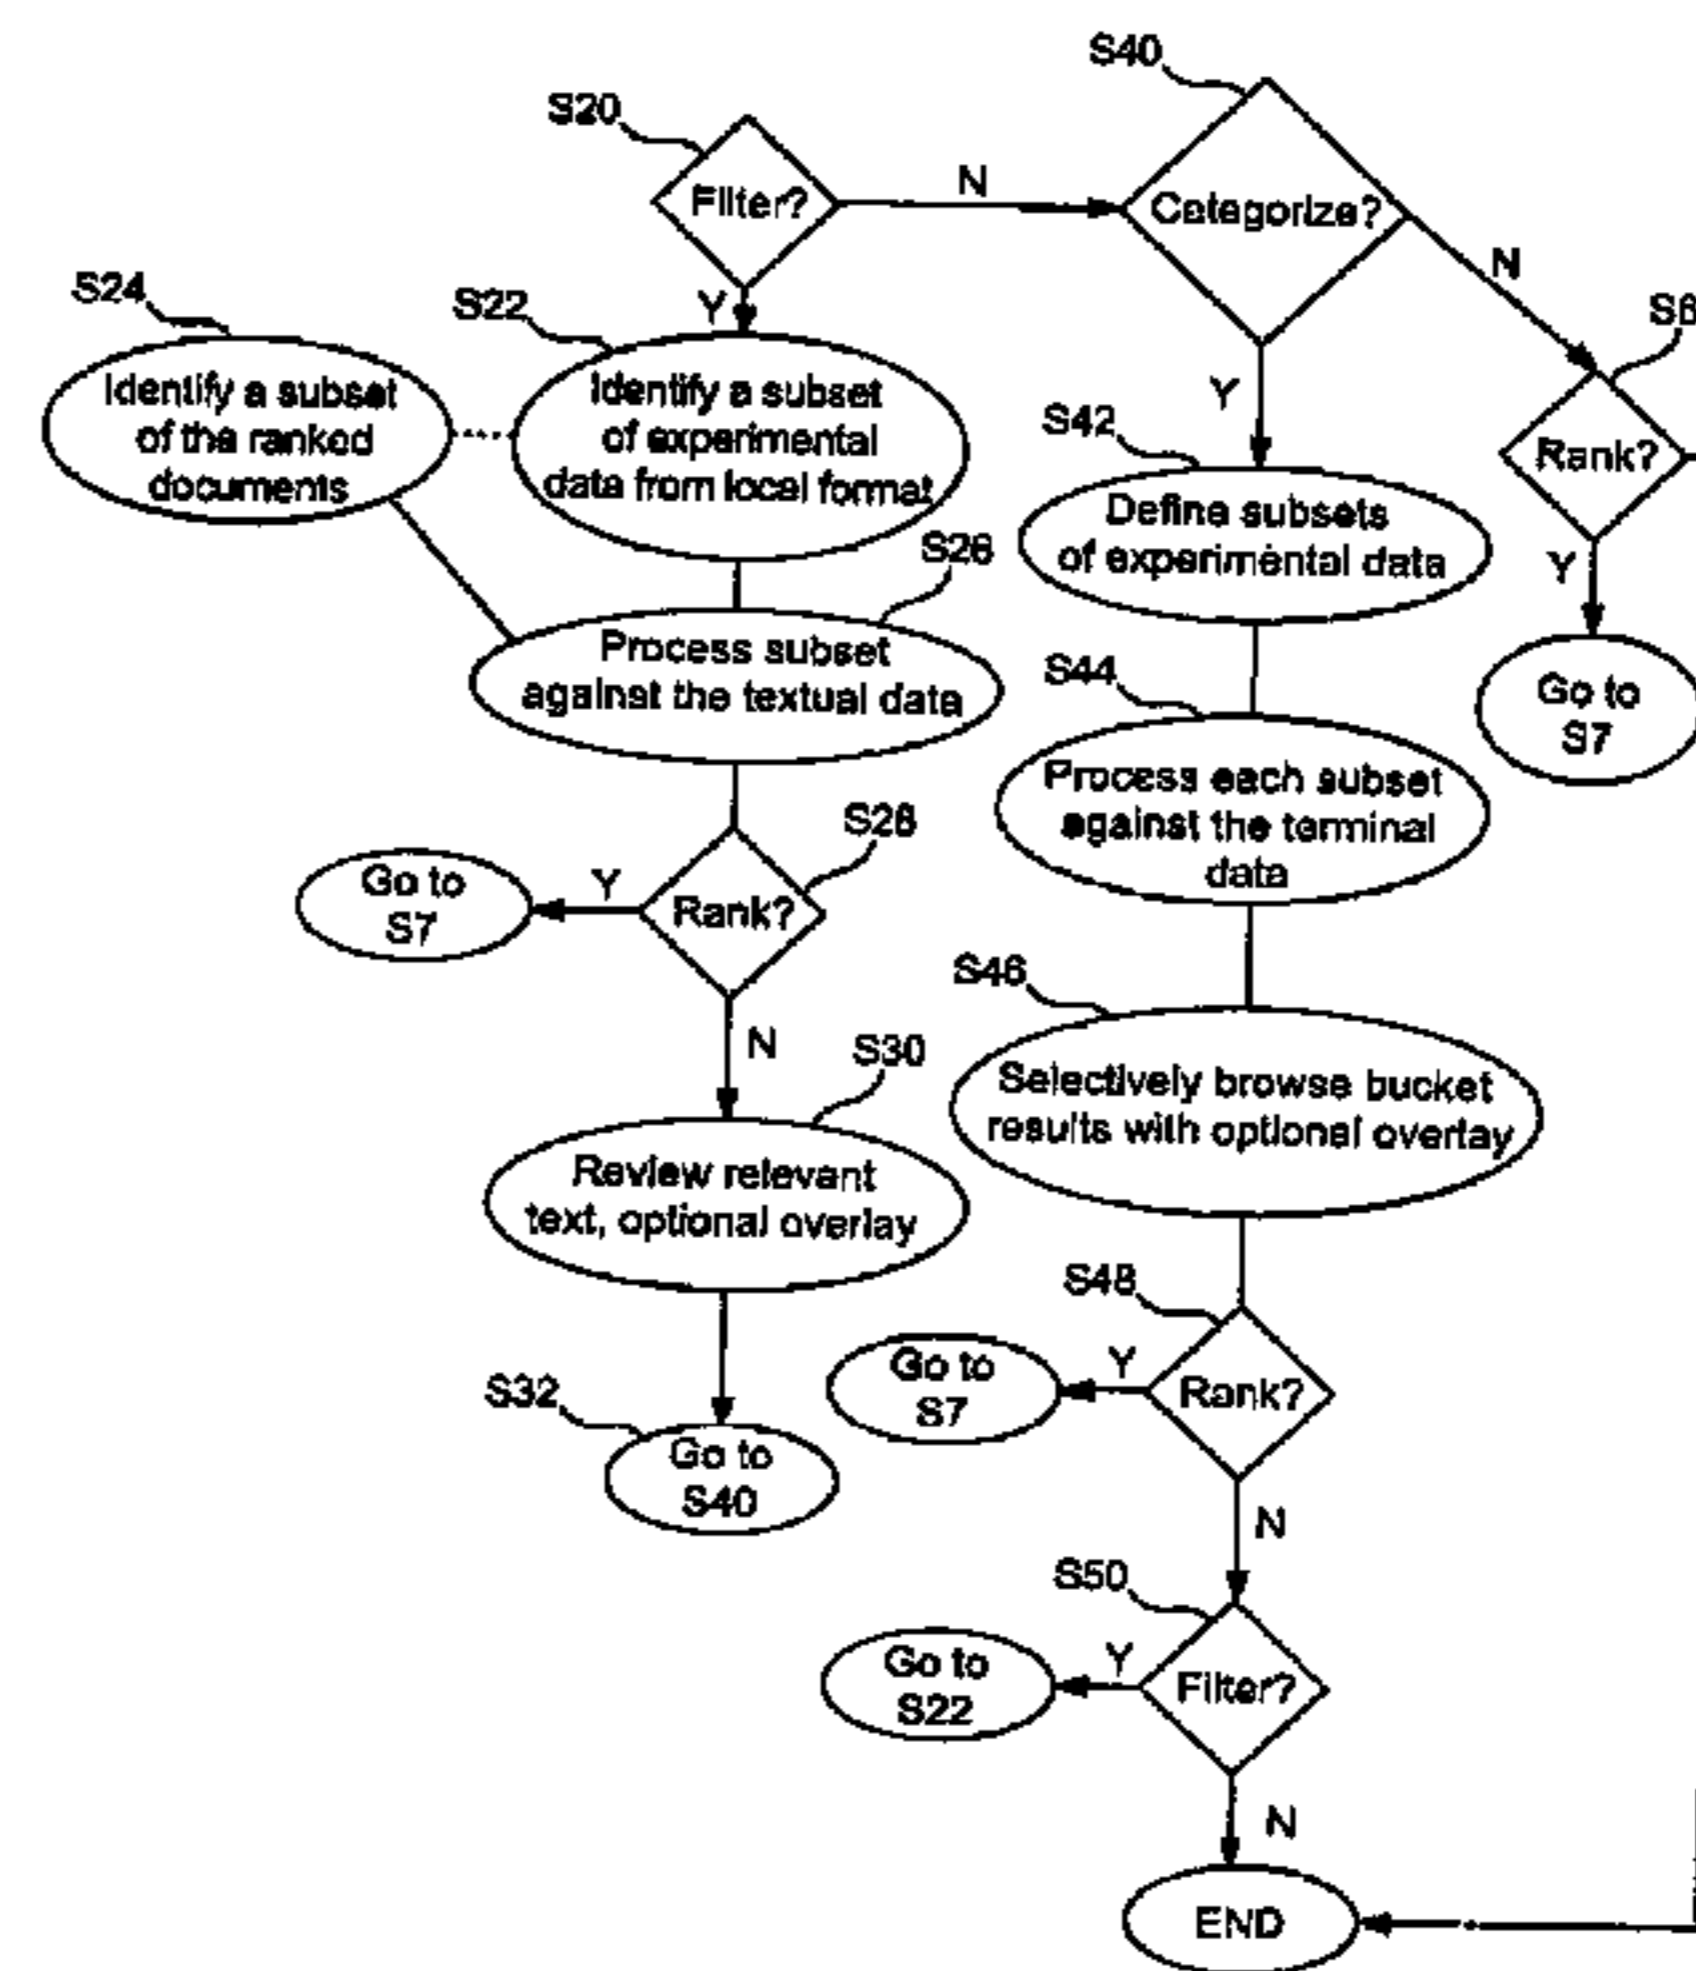 S40
S20
Filter?
N
Categorize?
N
S24
S22
Y
Identify a subset
of the ranked
documents
Identify a subset
of experimental
data from local format
Y
S42
S6
Rank?
Define subsets
of experimental data
S26
Y
Process subset
against the textual data
S44
Go to
S7
Process each subset
against the terminal
data
S28
Go to
S7
Y
Rank?
S46
N
S30
Selectively browse bucket
results with optional overlay
Review relevant
text, optional overlay
S48
Go to
S7
Y
Rank?
S32
Go to
S40
N
S50
Go to
S22
Y
Filter?
N
END